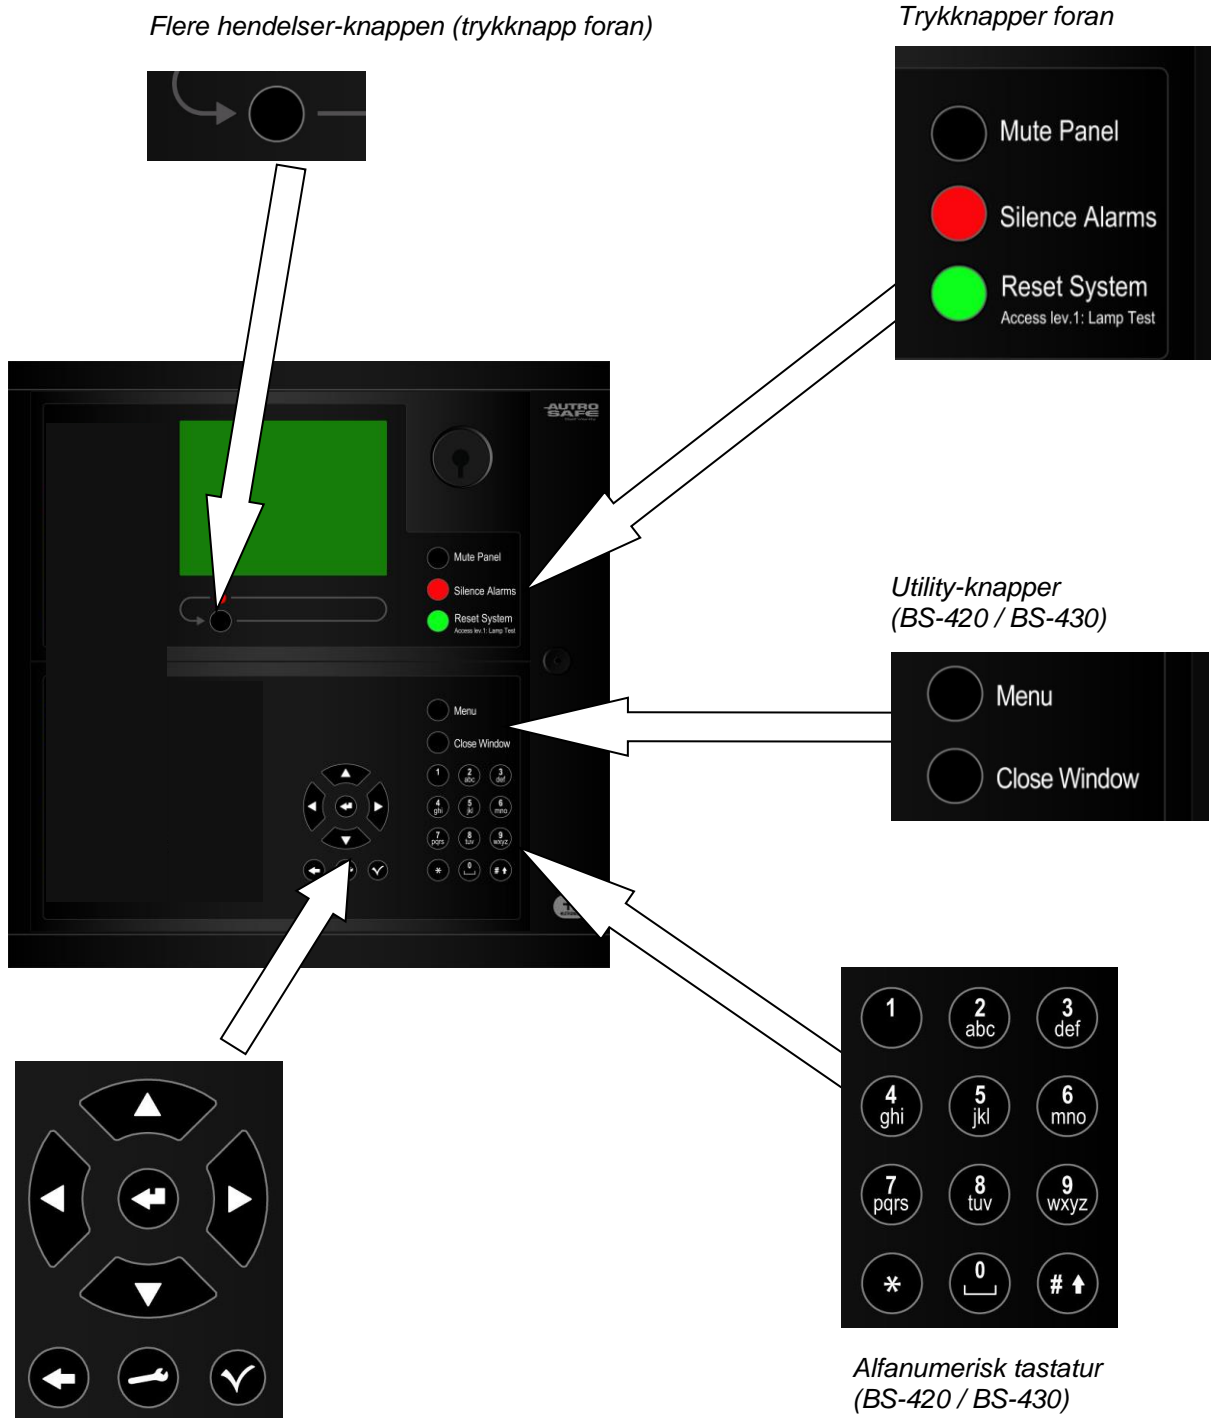 Flere hendelser-knappen (trykknapp foran)
Trykknapper foran
Mute Panel
Silence Alarms
Reset System
Access lev.1: Lamp Test
AUTRO
SAFE
Mute Panel
Silence Alarms
Reset System
Access lev.1: Lamp Test
Utility-knapper
(BS-420 / BS-430)
Menu
Close Window
Menu
Close Window
1 2 3
abc def
4 5 6
ghi jkl mno
7 8 9
pqrs tuv wxyz
* 0 #
1 2 3
abc def
4 5 6
ghi jkl mno
7 8 9
pqrs tuv wxyz
* 0 #
Alfanumerisk tastatur
(BS-420 / BS-430)